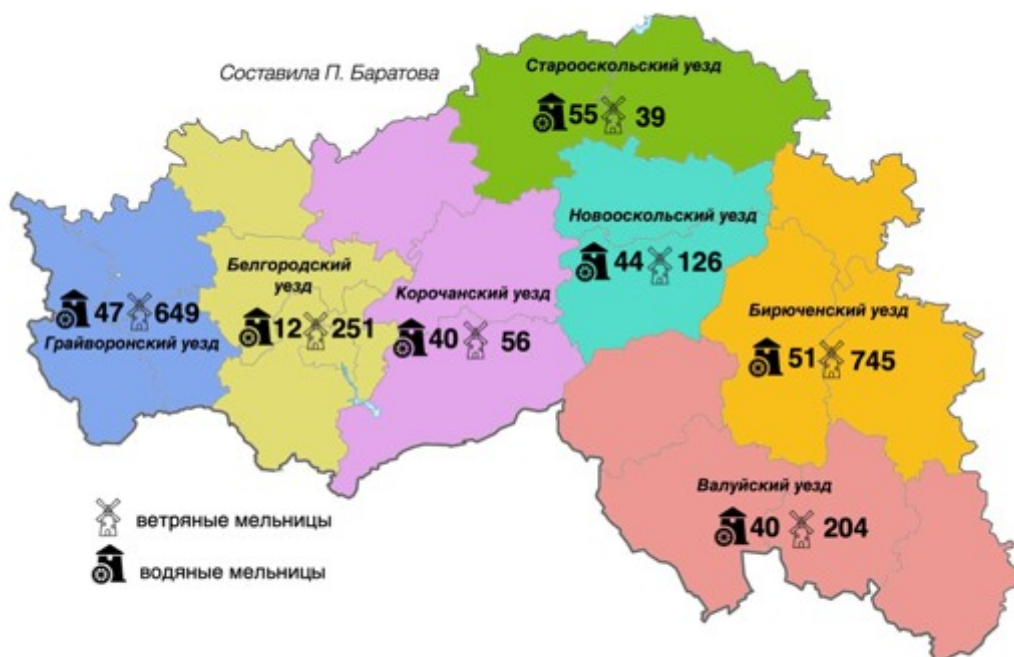 Составила П. Баратова
Старооскольский уезд
55 39
Новооскольский уезд
44 126
Белгородский
уезд
12 251
Корочанский уезд
40 56
47 649
Грайворонский уезд
Бирюченский уезд
51 745
Валуйский уезд
40 204
ветряные мельницы
водяные мельницы